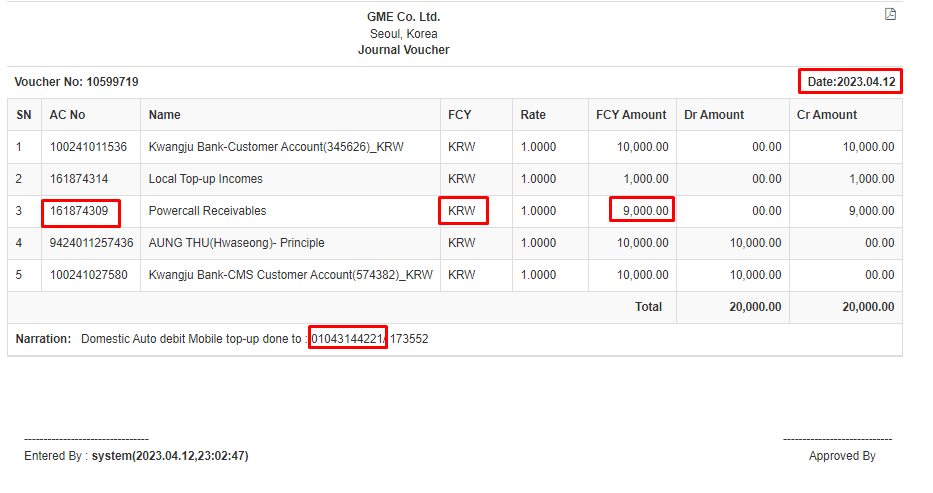 GME Co. Ltd.
Seoul, Korea
Journal Voucher
Voucher No: 10599719 Date:2023.04.12
SN AC No Name FCY Rate FCY Amount Dr Amount Cr Amount
1 100241011536 Kwangju Bank-Customer Account(345626)_KRW KRW 1.0000 10,000.00 00.00 10,000.00
2 161874314 Local Top-up Incomes KRW 1.0000 1,000.00 00.00 1,000.00
3 161874309 Powercall Receivables KRW 1.0000 9,000.00 00.00 9,000.00
4 9424011257436 AUNG THU(Hwaseong)- Principle KRW 1.0000 10,000.00 10,000.00 00.00
5 100241027580 Kwangju Bank-CMS Customer Account(574382)_KRW KRW 1.0000 10,000.00 10,000.00 00.00
Total 20,000.00 20,000.00
Narration: Domestic Auto debit Mobile top-up done to : 01043144221/ 173552
-------------------------------- ----------------------------
Entered By : system(2023.04.12,23:02:47) Approved By